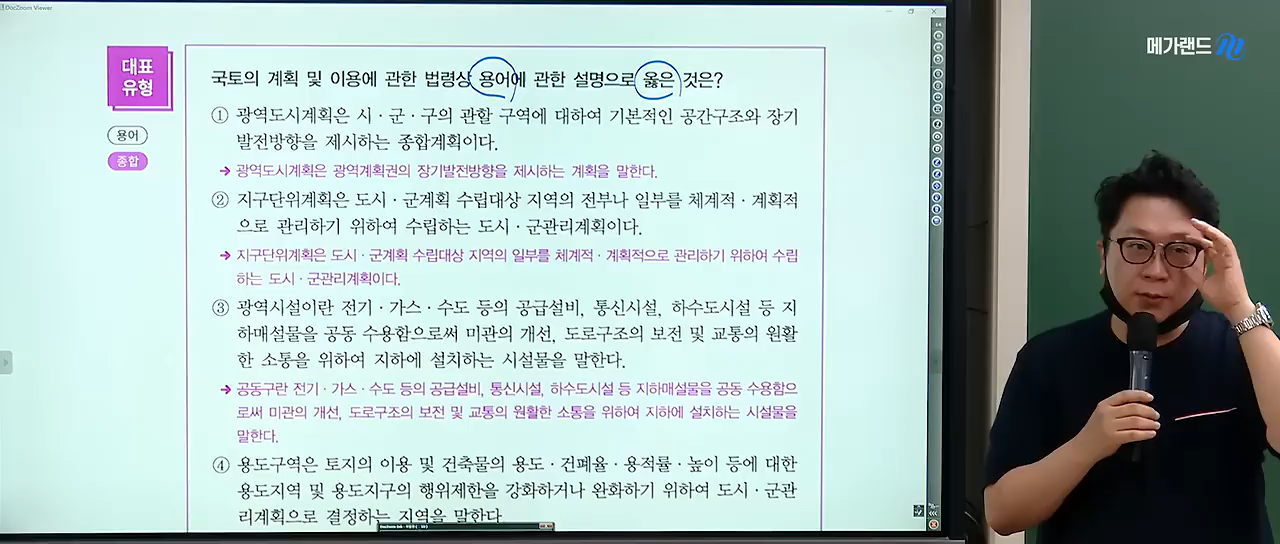 DocZoom Viewer
메가랜드
대표
유형
용어
종합
국토의 계획 및 이용에 관한 법령상 용어에 관한 설명으로 옳은 것은?
① 광역도시계획은 시·군·구의 관할 구역에 대하여 기본적인 공간구조와 장기
발전방향을 제시하는 종합계획이다.
→ 광역도시계획은 광역계획권의 장기발전방향을 제시하는 계획을 말한다.
② 지구단위계획은 도시·군계획 수립대상 지역의 전부나 일부를 체계적·계획적
으로 관리하기 위하여 수립하는 도시·군관리계획이다.
→ 지구단위계획은 도시·군계획 수립대상 지역의 일부를 체계적·계획적으로 관리하기 위하여 수립
하는 도시·군관리계획이다.
③ 광역시설이란 전기·가스·수도 등의 공급설비, 통신시설, 하수도시설 등 지
하매설물을 공동 수용함으로써 미관의 개선, 도로구조의 보전 및 교통의 원활
한 소통을 위하여 지하에 설치하는 시설물을 말한다.
→ 공동구란 전기·가스·수도 등의 공급설비, 통신시설, 하수도시설 등 지하매설물을 공동 수용함으
로써 미관의 개선, 도로구조의 보전 및 교통의 원활한 소통을 위하여 지하에 설치하는 시설물을
말한다.
④ 용도구역은 토지의 이용 및 건축물의 용도·건폐율·용적률·높이 등에 대한
용도지역 및 용도지구의 행위제한을 강화하거나 완화하기 위하여 도시·군관
리계획으로 결정하는 지역을 말한다